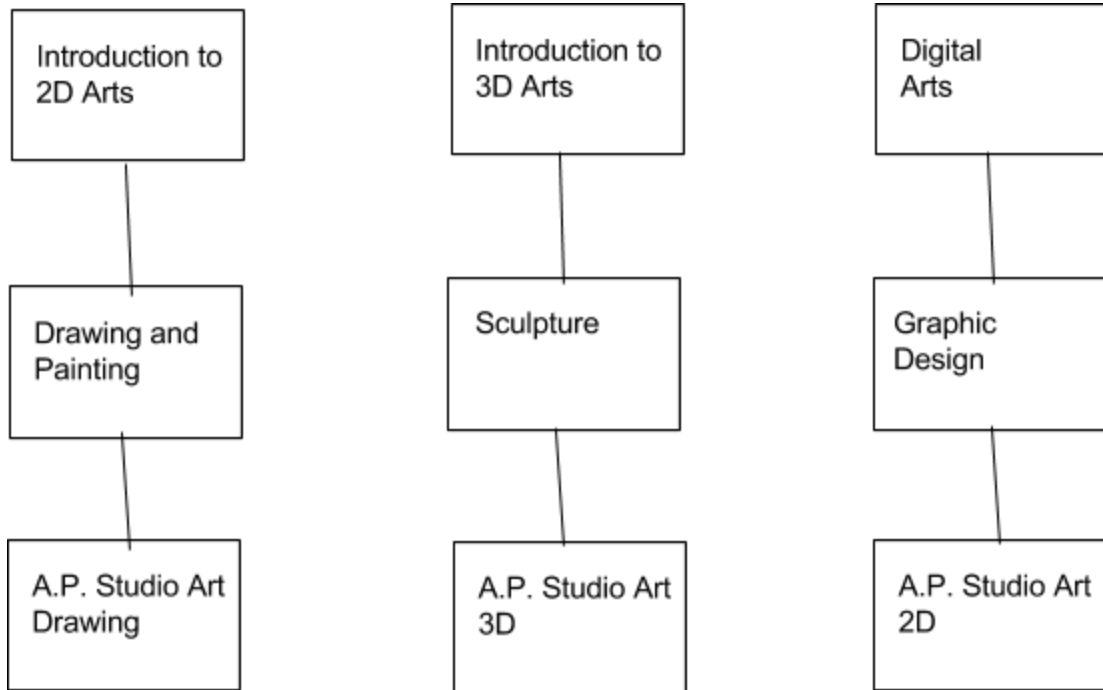 Introduction to
2D Arts
Introduction to
3D Arts
Digital
Arts
Drawing and
Painting
Sculpture
Graphic
Design
A.P. Studio Art
Drawing
A.P. Studio Art
3D
A.P. Studio Art
2D